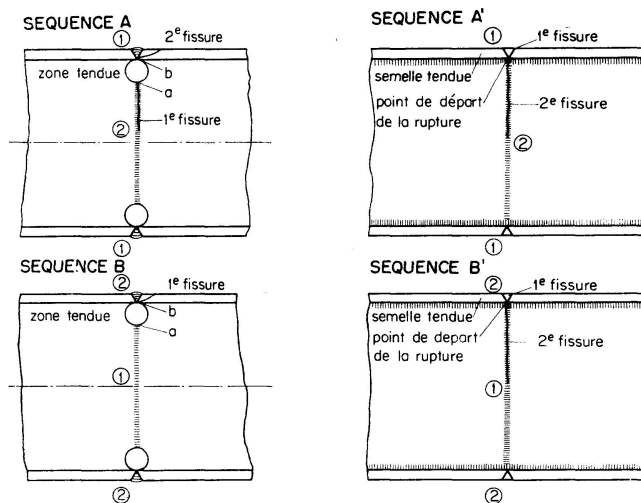 SEQUENCE A
①
2e fissure
zone tendue
b
a
②
1e fissure
①
SEQUENCE A'
①
1e fissure
semelle tendue
point de départ
de la rupture
2e fissure
②
①
SEQUENCE B
②
1e fissure
zone tendue
b
a
①
②
SEQUENCE B'
②
1e fissure
semelle tendue
point de depart
de la rupture
2e fissure
①
②